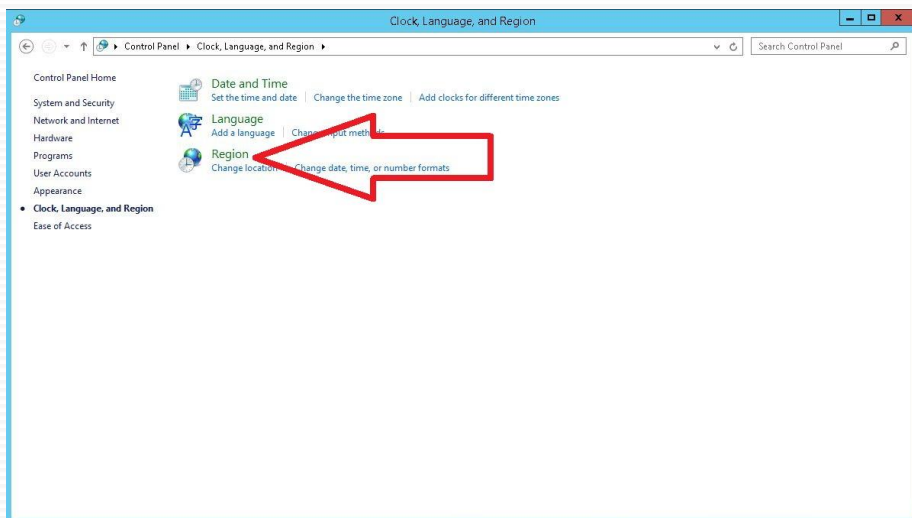 Clock, Language, and Region
Control Panel Clock, Language, and Region
Search Control Panel
Control Panel Home
System and Security
Network and Internet
Hardware
Programs
User Accounts
Appearance
Clock, Language, and Region
Ease of Access
Date and Time
Set the time and date Change the time zone Add clocks for different time zones
Language
Add a language Change input methods
Region
Change location Change date, time, or number formats